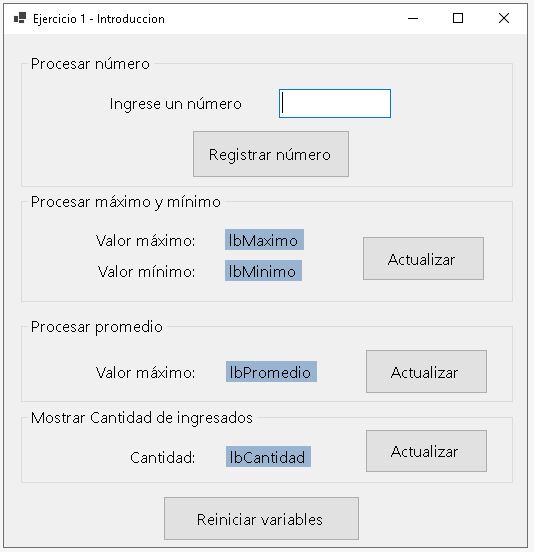 Ejercicio 1 - Introduccion
Procesar número
Ingrese un número
Registrar número
Procesar máximo y mínimo
Valor máximo: lbMaximo
Valor mínimo: lbMinimo
Actualizar
Procesar promedio
Valor máximo: lbPromedio
Actualizar
Mostrar Cantidad de ingresados
Cantidad: lbCantidad
Actualizar
Reiniciar variables